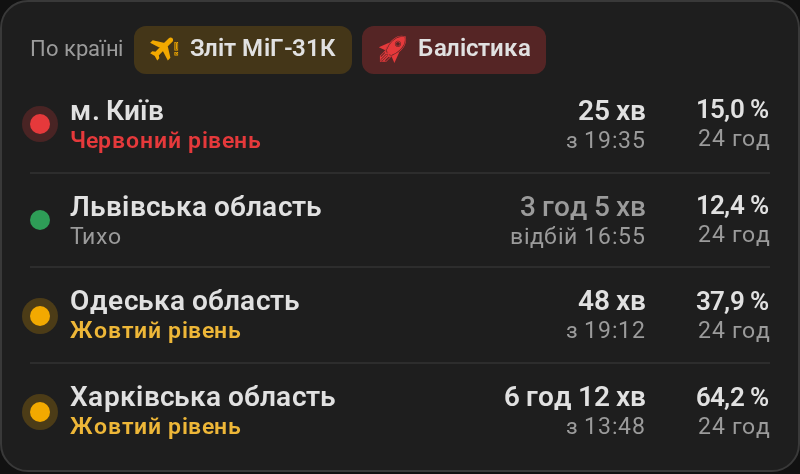 По країні Зліт МіГ-31К Балістика
м. Київ 25 хв 15,0 %
Червоний рівень з 19:35 24 год
Львівська область 3 год 5 хв 12,4 %
Тихо відбій 16:55 24 год
Одеська область 48 хв 37,9 %
Жовтий рівень з 19:12 24 год
Харківська область 6 год 12 хв 64,2 %
Жовтий рівень з 13:48 24 год